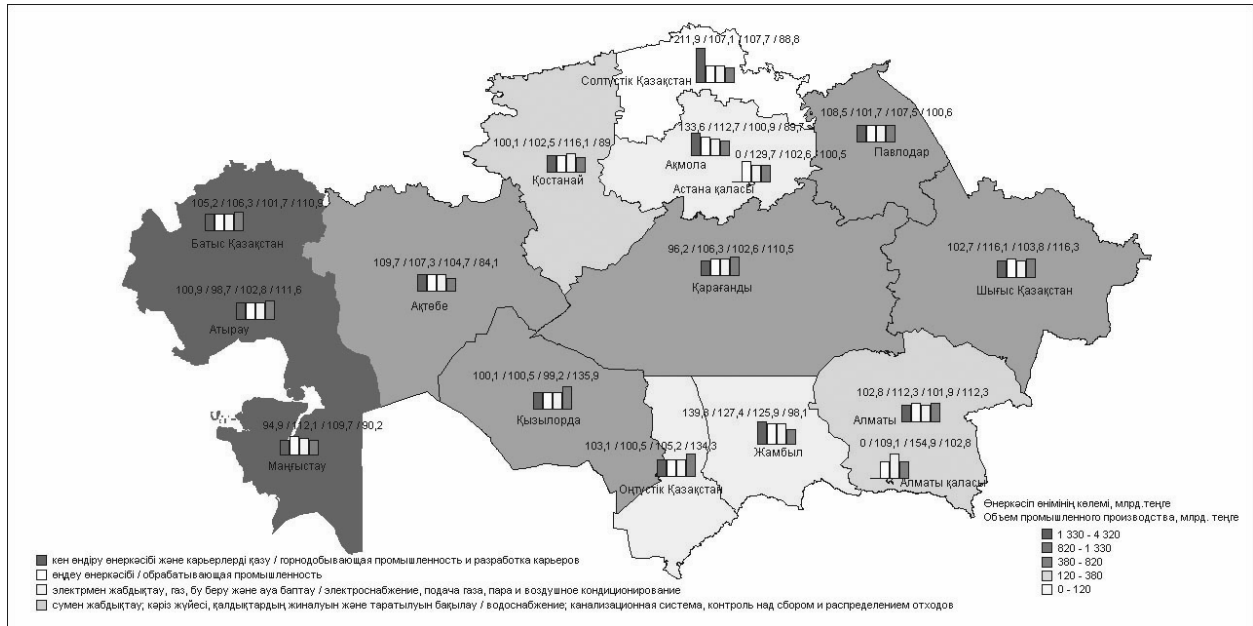 211,9 / 107,1 / 107,7 / 88,8
Солтүстік Қазақстан
108,5 / 101,7 / 107,5 / 100,6
Павлодар
133,6 / 112,7 / 100,9 / 89,7
Ақмола
0 / 129,7 / 102,6 / 100,5
Астана қаласы
100,1 / 102,5 / 116,1 / 89
Қостанай
105,2 / 106,3 / 101,7 / 110,9
Батыс Қазақстан
109,7 / 107,3 / 104,7 / 84,1
Ақтөбе
96,2 / 106,3 / 102,6 / 110,5
Қарағанды
102,7 / 116,1 / 103,8 / 116,3
Шығыс Қазақстан
100,9 / 98,7 / 102,8 / 111,6
Атырау
100,1 / 100,5 / 99,2 / 135,9
Қызылорда
94,9 / 112,1 / 109,7 / 90,2
Маңғыстау
103,1 / 100,5 / 105,2 / 134,3
Оңтүстік Қазақстан
139,8 / 127,4 / 125,9 / 98,1
Жамбыл
102,8 / 112,3 / 101,9 / 112,3
Алматы
0 / 109,1 / 154,9 / 102,8
Алматы қаласы
Өнеркәсіп өнімінің көлемі, млрд.теңге
Объем промышленного производства, млрд. теңге
1 330 - 4 320
820 - 1 330
380 - 820
120 - 380
0 - 120
кен өндіру өнеркәсібі және карьерлерді қазу / горнодобывающая промышленность и разработка карьеров
өңдеу өнеркәсібі / обрабатывающая промышленность
электрмен жабдықтау, газ, бу беру және ауа баптау / электроснабжение, подача газа, пара и воздушное кондиционирование
сумен жабдықтау; кәріз жүйесі, қалдықтардың жиналуын және таратылуын бақылау / водоснабжение; канализационная система, контроль над сбором и распределением отходов